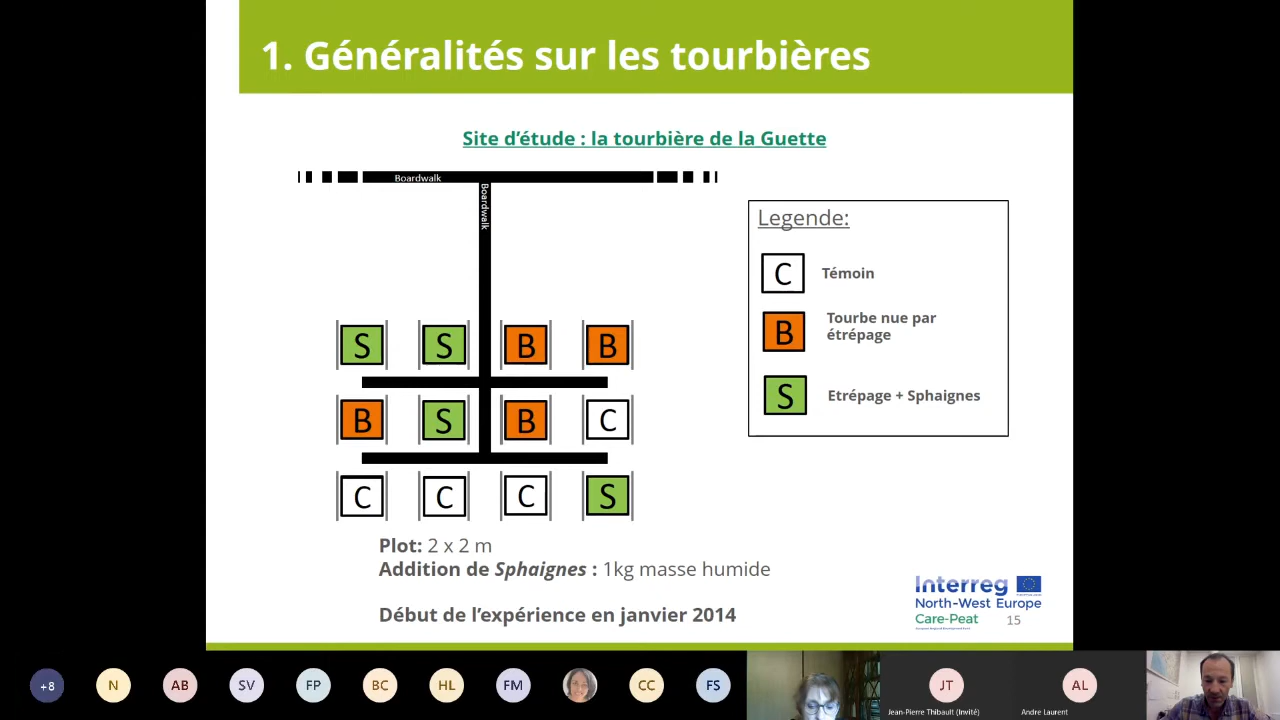 1. Généralités sur les tourbières
Site d'étude : la tourbière de la Guette
Boardwalk
Boardwalk
Legende:
C Témoin
B Tourbe nue par
étrépage
S Etrépage + Sphaignes
S S B B
B S B C
C C C S
Plot: 2 x 2 m
Addition de Sphaignes : 1kg masse humide
Début de l'expérience en janvier 2014
Interreg
North-West Europe
Care-Peat
15
+8 N AB SV FP BC HL FM CC FS JT AL
Jean-Pierre Thibault (Invité) Andre Laurent